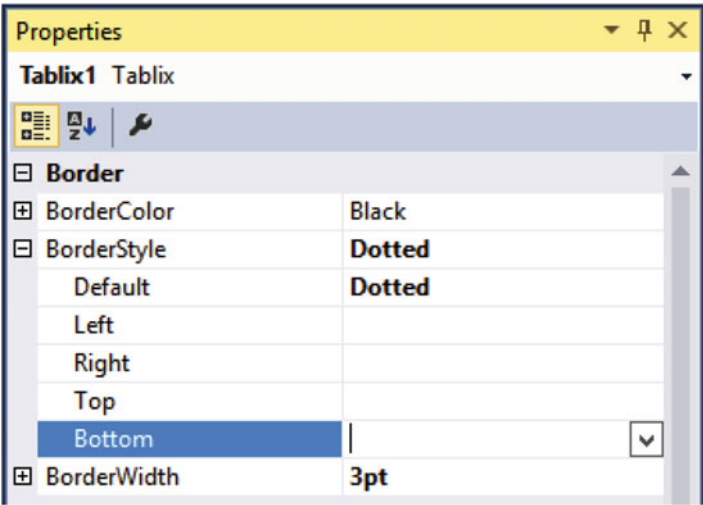 Properties
Tablix1 Tablix
Border
BorderColor Black
BorderStyle Dotted
Default Dotted
Left
Right
Top
Bottom
BorderWidth 3pt